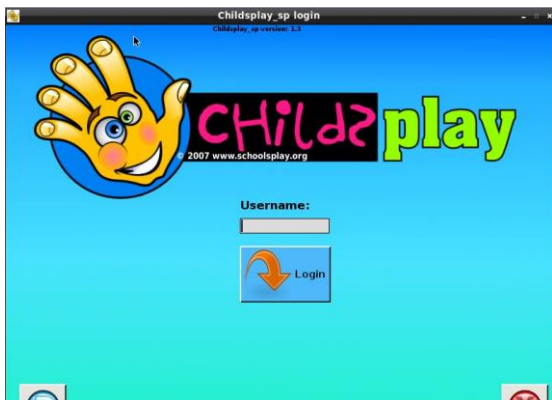 Childsplay_sp login
Childsplay_sp version: 1.3
CHildS play
© 2007 www.schoolsplay.org
Username:
Login